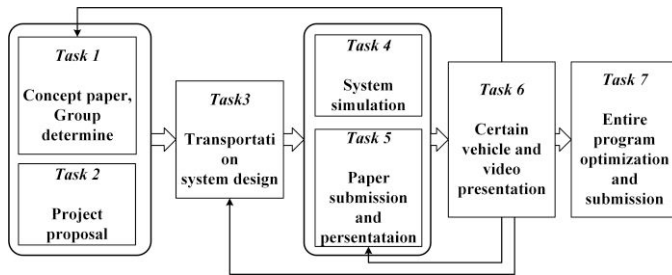 Task 1
Concept paper,
Group
determine
Task 2
Project
proposal
Task3
Transportati
on
system design
Task 4
System
simulation
Task 5
Paper
submission
and
persentataion
Task 6
Certain
vehicle and
video
presentation
Task 7
Entire
program
optimization
and
submission